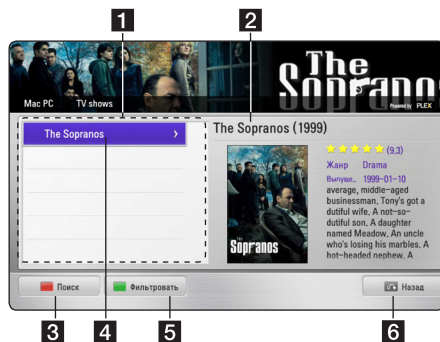 1
2
The
Sopranos
Powered by PLEX
Mac PC TV shows
The Sopranos
The Sopranos (1999)
(9,3)
Жанр Drama
Выпуще.. 1999-01-10
average, middle-aged
businessman. Tony's got a
dutiful wife. A not-so-
dutiful son. A daughter
named Meadow. An uncle
who's losing his marbles. A
hot-headed nephew. A
Sopranos
Поиск
Фильтровать
Назад
3
4
5
6